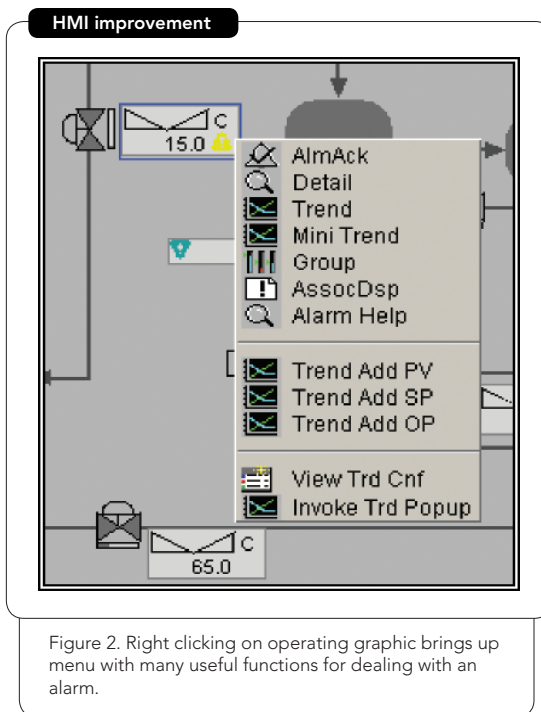 HMI improvement
C
15.0
AlmAck
Detail
Trend
Mini Trend
Group
AssocDsp
Alarm Help
Trend Add PV
Trend Add SP
Trend Add OP
View Trd Cnf
Invoke Trd Popup
C
65.0
Figure 2. Right clicking on operating graphic brings up
menu with many useful functions for dealing with an
alarm.